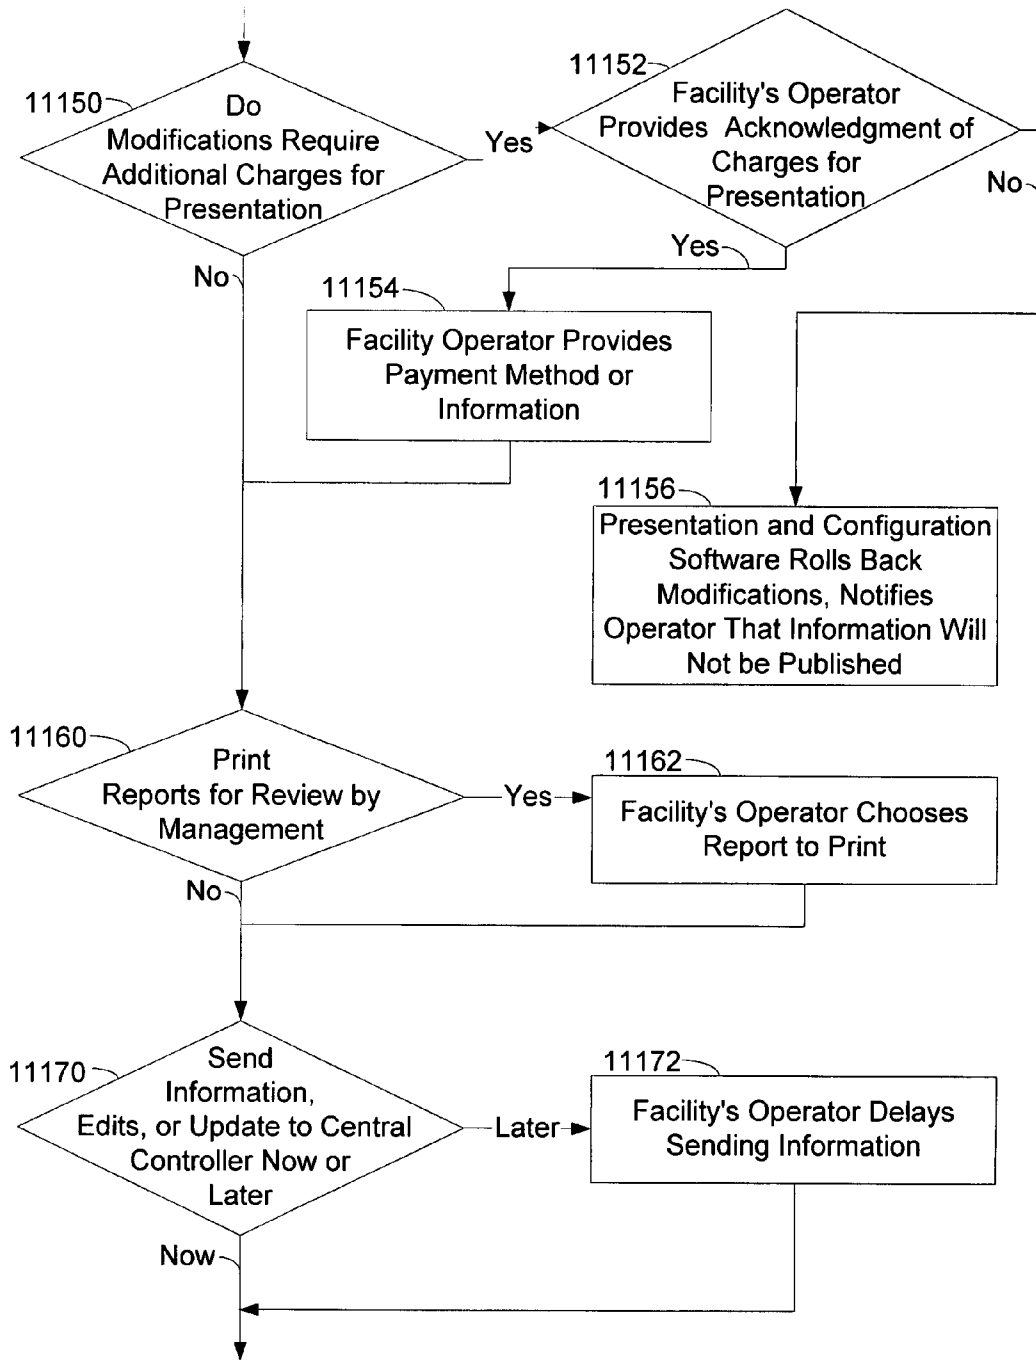 11150
Do
Modifications Require
Additional Charges for
Presentation
Yes
11152
Facility's Operator
Provides Acknowledgment of
Charges for
Presentation
No
Yes
No
11154
Facility Operator Provides
Payment Method or
Information
11156
Presentation and Configuration
Software Rolls Back
Modifications, Notifies
Operator That Information Will
Not be Published
11160
Print
Reports for Review by
Management
Yes
11162
Facility's Operator Chooses
Report to Print
No
11170
Send
Information,
Edits, or Update to Central
Controller Now or
Later
Later
11172
Facility's Operator Delays
Sending Information
Now